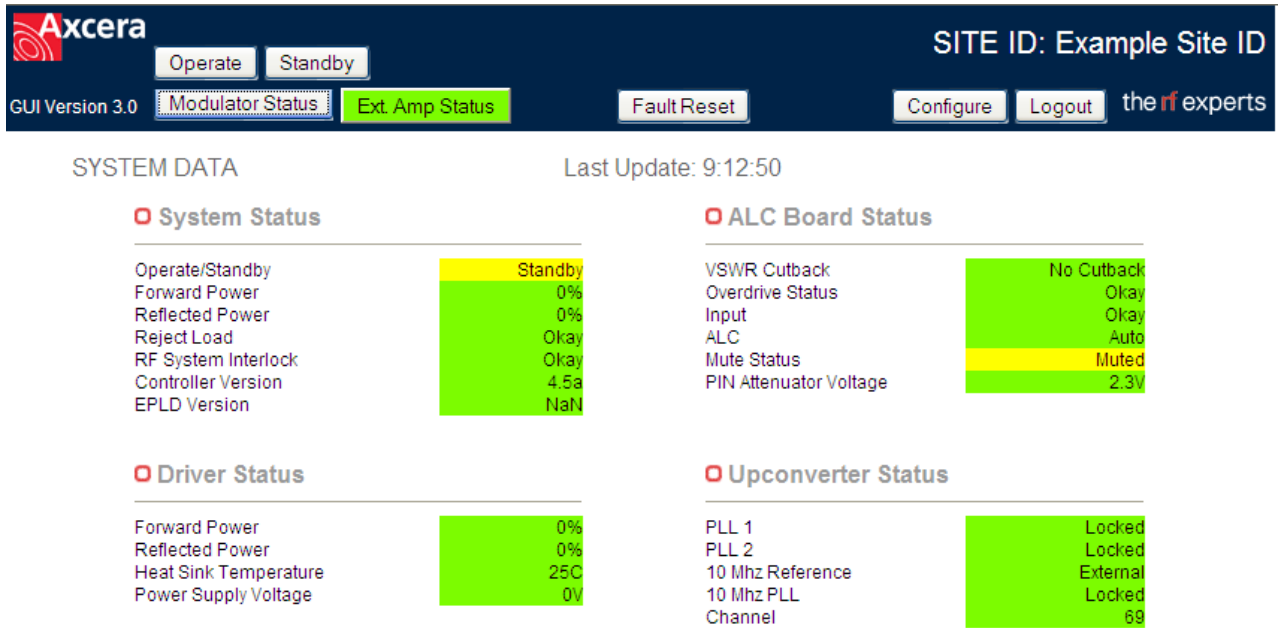 Axcera
SITE ID: Example Site ID
Operate Standby
GUI Version 3.0 Modulator Status Ext. Amp Status Fault Reset Configure Logout the rf experts
SYSTEM DATA Last Update: 9:12:50
System Status
Operate/Standby Standby
Forward Power 0%
Reflected Power 0%
Reject Load Okay
RF System Interlock Okay
Controller Version 4.5a
EPLD Version NaN
ALC Board Status
VSWR Cutback No Cutback
Overdrive Status Okay
Input Okay
ALC Auto
Mute Status Muted
PIN Attenuator Voltage 2.3V
Driver Status
Forward Power 0%
Reflected Power 0%
Heat Sink Temperature 25C
Power Supply Voltage 0V
Upconverter Status
PLL 1 Locked
PLL 2 Locked
10 Mhz Reference External
10 Mhz PLL Locked
Channel 69